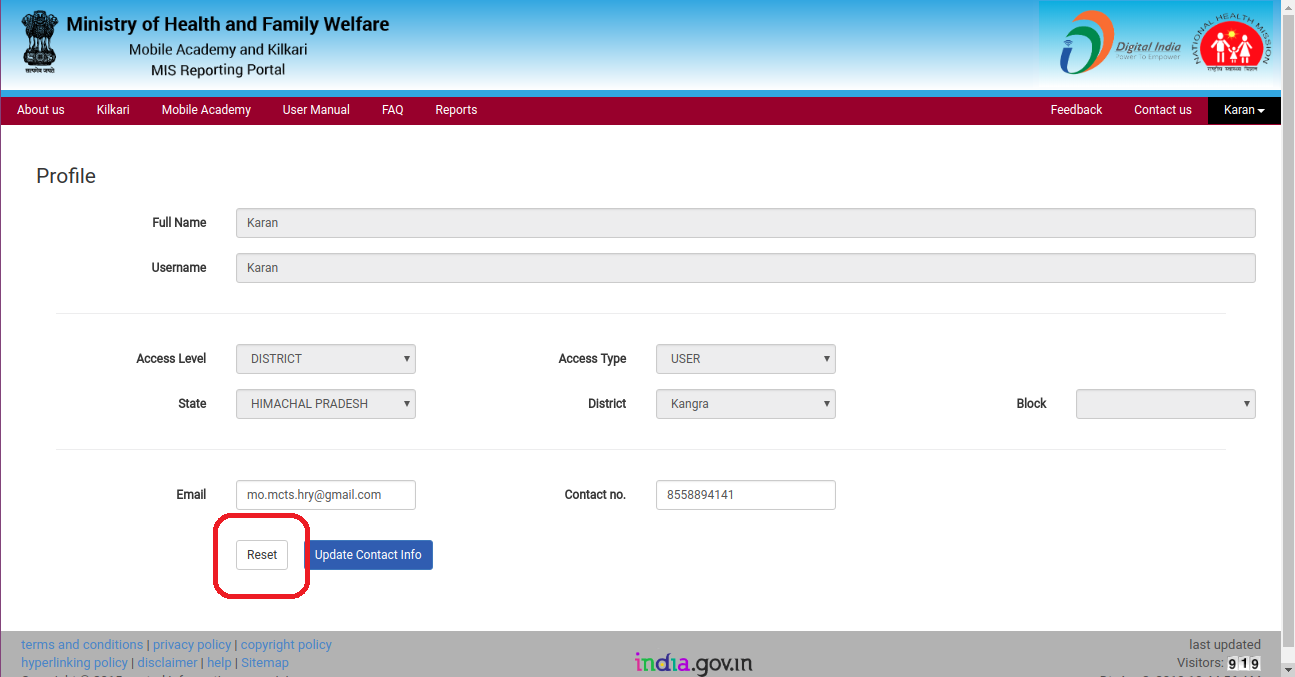 Ministry of Health and Family Welfare
Mobile Academy and Kilkari
MIS Reporting Portal
सत्यमेव जयते
Digital India
Power To Empower
NATIONAL HEALTH MISSION
About us Kilkari Mobile Academy User Manual FAQ Reports Feedback Contact us Karan
Profile
Full Name Karan
Username Karan
Access Level DISTRICT Access Type USER
State HIMACHAL PRADESH District Kangra Block
Email mo.mcts.hry@gmail.com Contact no. 8558894141
Reset Update Contact Info
terms and conditions | privacy policy | copyright policy
hyperlinking policy | disclaimer | help | Sitemap
india.gov.in
last updated
Visitors: 919